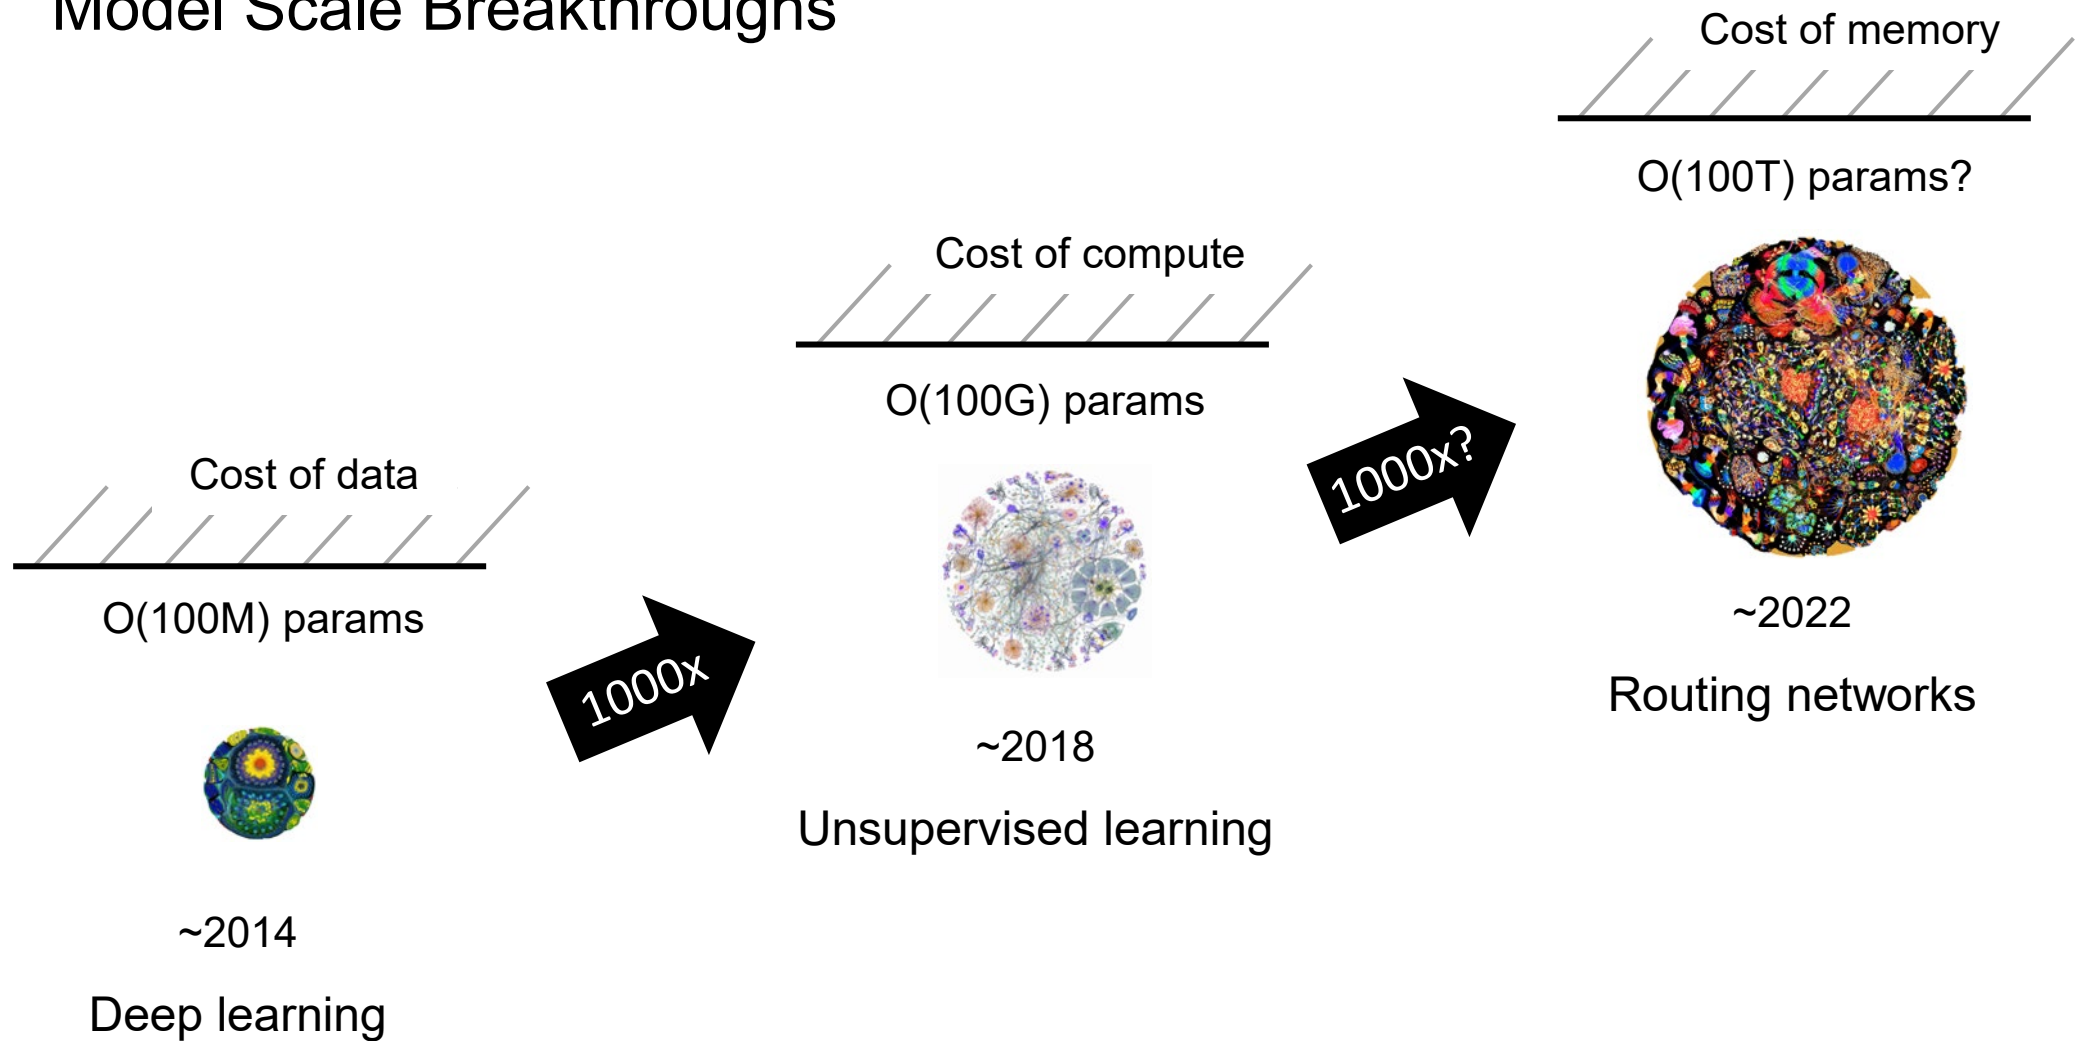 Model Scale Breakthroughs
Cost of data
O(100M) params
~2014
Deep learning
1000x
Cost of compute
O(100G) params
~2018
Unsupervised learning
1000x?
Cost of memory
O(100T) params?
~2022
Routing networks